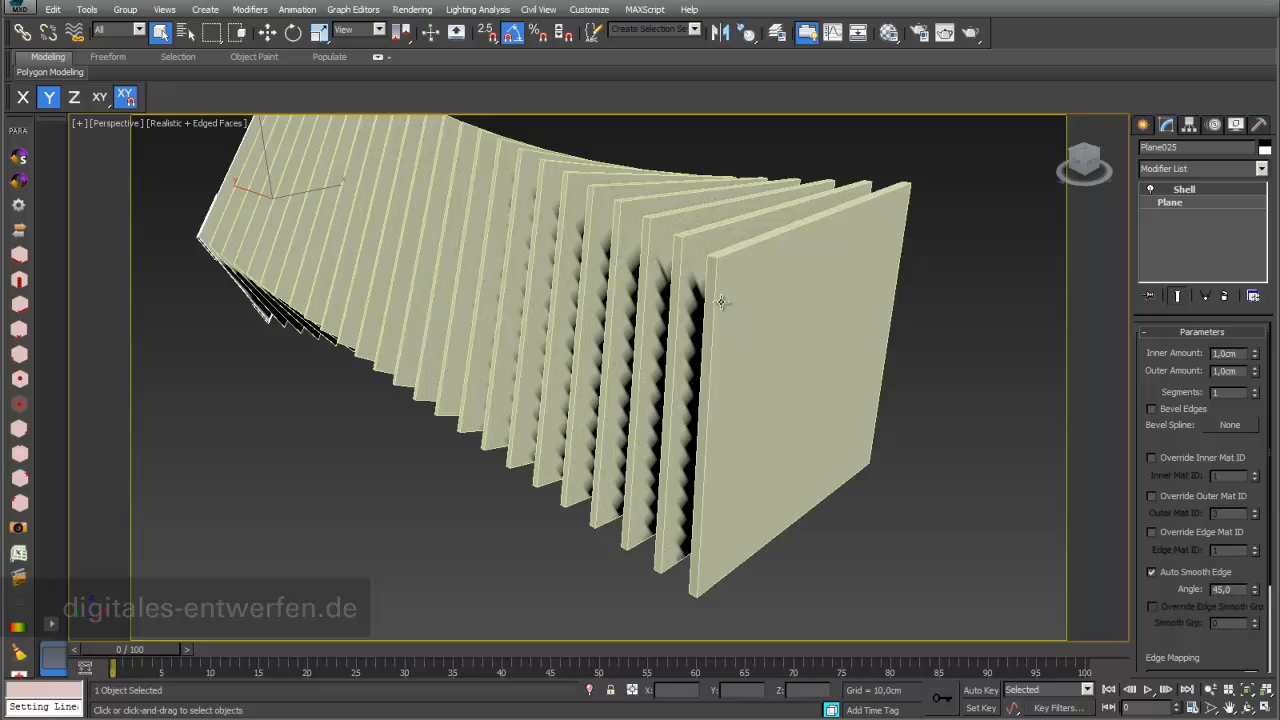 MXD
Edit Tools Group Views Create Modifiers Animation Graph Editors Rendering Lighting Analysis Civil View Customize MAXScript Help
All View 2.5 Create Selection Se
Modeling Freeform Selection Object Paint Populate
Polygon Modeling
X Y Z XY XY
[+] [Perspective] [Realistic + Edged Faces]
PARA
Plane025
Modifier List
Shell
Plane
Parameters
Inner Amount: 1,0cm
Outer Amount: 1,0cm
Segments: 1
Bevel Edges
Bevel Spline: None
Override Inner Mat ID
Inner Mat ID: 1
Override Outer Mat ID
Outer Mat ID: 3
Override Edge Mat ID
Edge Mat ID: 1
Auto Smooth Edge
Angle: 45,0
Override Edge Smooth Grp
Smooth Grp: 0
Edge Mapping
digitales-entwerfen.de
< 0 / 100 >
0 5 10 15 20 25 30 35 40 45 50 55 60 65 70 75 80 85 90 95 100
1 Object Selected X: Y: Z: Grid = 10,0cm Auto Key Selected
Setting Line
Click or click-and-drag to select objects Add Time Tag Set Key Key Filters... 0